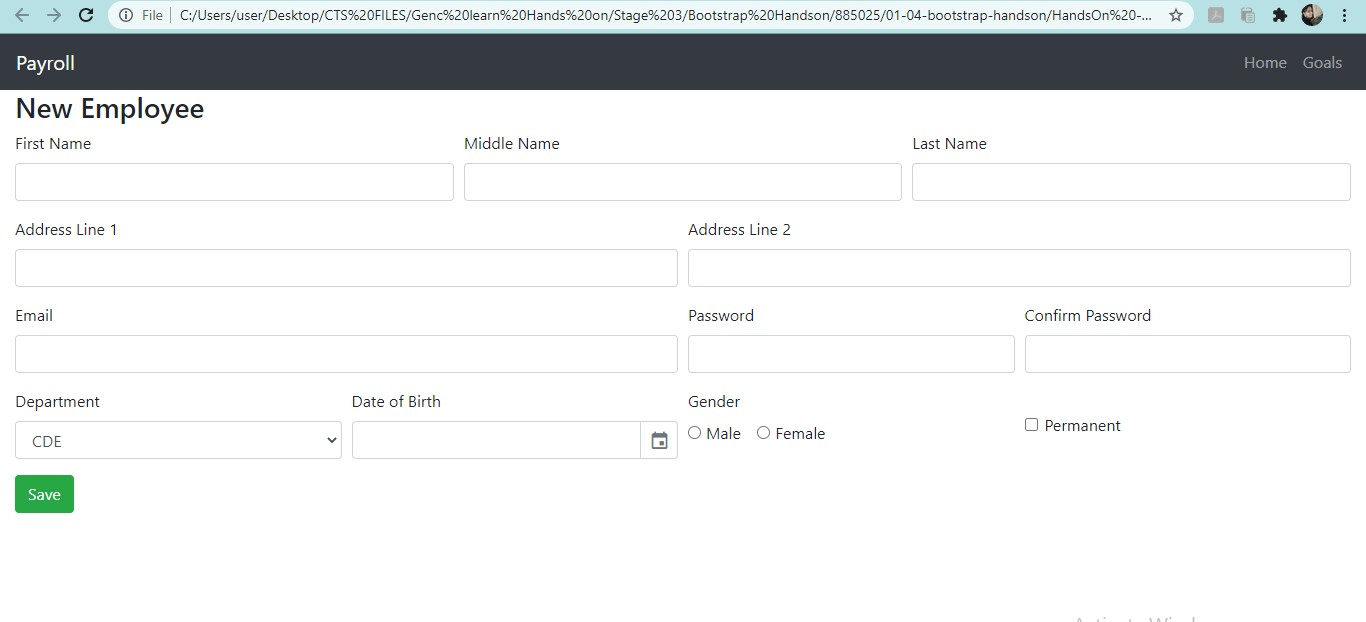 File C:/Users/user/Desktop/CTS%20FILES/Genc%20learn%20Hands%20on/Stage%203/Bootstrap%20Handson/885025/01-04-bootstrap-handson/HandsOn%20-...
Payroll Home Goals
New Employee
First Name Middle Name Last Name
Address Line 1 Address Line 2
Email Password Confirm Password
Department Date of Birth Gender
CDE Male Female Permanent
Save